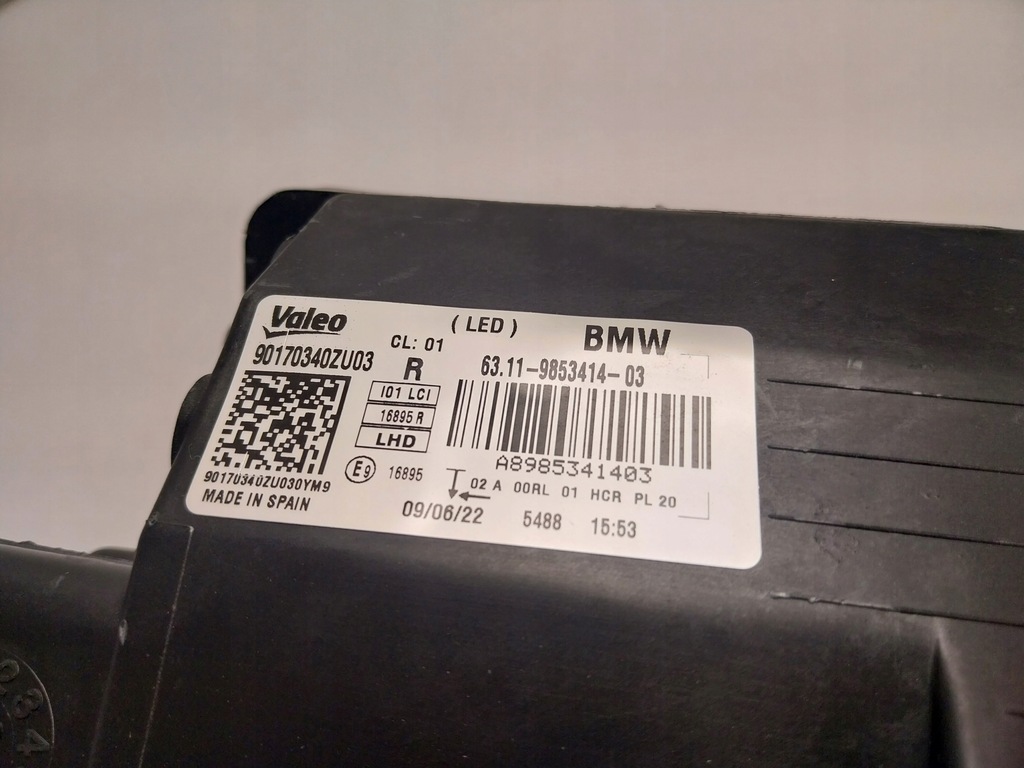 Valeo
(LED)
BMW
CL: 01
90170340ZU03
R
63.11-9853414-03
I01 LCI
16895 R
LHD
A8985341403
E9
16895
02 A 00RL 01 HCR PL 20
90170340ZU030YM9
MADE IN SPAIN
09/06/22 5488 15:53